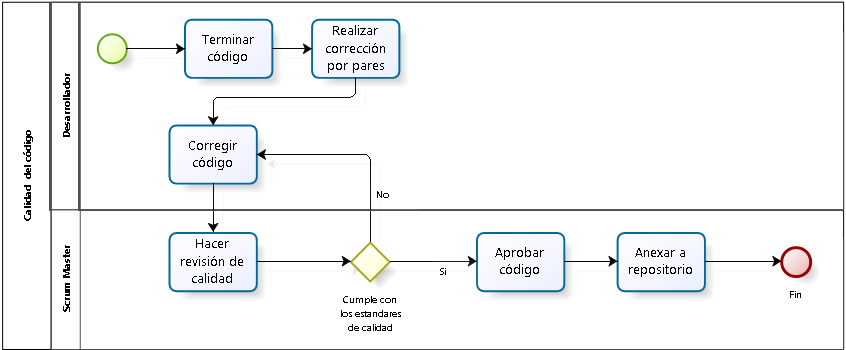 Calidad del código
Desarrollador
Terminar
código
Realizar
corrección
por pares
Corregir
código
No
Scrum Master
Hacer
revisión de
calidad
Cumple con
los estandares
de calidad
Si
Aprobar
código
Anexar a
repositorio
Fin